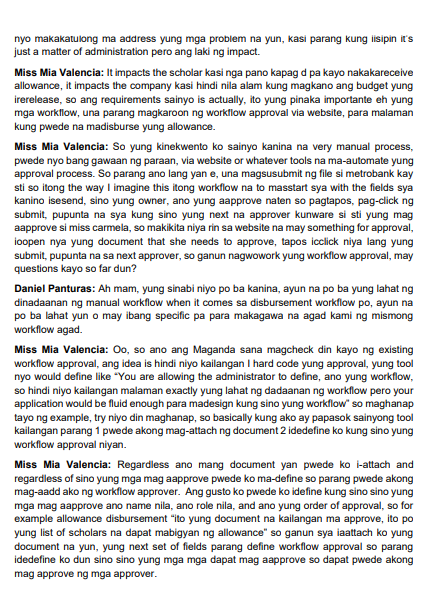 nyo makakatulong ma address yung mga problem na yun, kasi parang kung iisipin it's
just a matter of administration pero ang laki ng impact.
Miss Mia Valencia: It impacts the scholar kasi nga pano kapag d pa kayo nakakareceive
allowance, it impacts the company kasi hindi nila alam kung magkano ang budget yung
irerelease, so ang requirements sainyo is actually, ito yung pinaka importante eh yung
mga workflow, una parang magkaroon ng workflow approval via website, para malaman
kung pwede na madisburse yung allowance.
Miss Mia Valencia: So yung kinekwento ko sainyo kanina na very manual process,
pwede nyo bang gawaan ng paraan, via website or whatever tools na ma-automate yung
approval process. So parang ano lang yan e, una magsusubmit ng file si metrobank kay
sti so itong the way I imagine this itong workflow na to masstart sya with the fields sya
kanino isesend, sino yung owner, ano yung aapprove naten so pagtapos, pag-click ng
submit, pupunta na sya kung sino yung next na approver kunware si sti yung mag
aapprove si miss carmela, so makikita niya rin sa website na may something for approval,
ioopen nya yung document that she needs to approve, tapos icclick niya lang yung
submit, pupunta na sa next approver, so ganun nagwowork yung workflow approval, may
questions kayo so far dun?
Daniel Panturas: Ah mam, yung sinabi niyo po ba kanina, ayun na po ba yung lahat ng
dinadaanan ng manual workflow when it comes sa disbursement workflow po, ayun na
po ba lahat yun o may ibang specific pa para makagawa na agad kami ng mismong
workflow agad.
Miss Mia Valencia: Oo, so ano ang Maganda sana magcheck din kayo ng existing
workflow approval, ang idea is hindi niyo kailangan I hard code yung approval, yung tool
nyo would define like "You are allowing the administrator to define, ano yung workflow,
so hindi niyo kailangan malaman exactly yung lahat ng dadaanan ng workflow pero your
application would be fluid enough para madesign kung sino yung workflow" so maghanap
tayo ng example, try niyo din maghanap, so basically kung ako ay papasok sainyong tool
kailangan parang 1 pwede akong mag-attach ng document 2 idedefine ko kung sino yung
workflow approval niyan.
Miss Mia Valencia: Regardless ano mang document yan pwede ko i-attach and
regardless of sino yung mga mag aapprove pwede ko ma-define so parang pwede akong
mag-aadd ako ng workflow approver. Ang gusto ko pwede ko idefine kung sino sino yung
mga mag aapprove ano name nila, ano role nila, and ano yung order of approval, so for
example allowance disbursement "ito yung document na kailangan ma approve, ito po
yung list of scholars na dapat mabigyan ng allowance" so ganun sya iaattach ko yung
document na yun, yung next set of fields parang define workflow approval so parang
idedefine ko dun sino sino yung mga mga dapat mag aapprove so dapat pwede akong
mag approve ng mga approver.